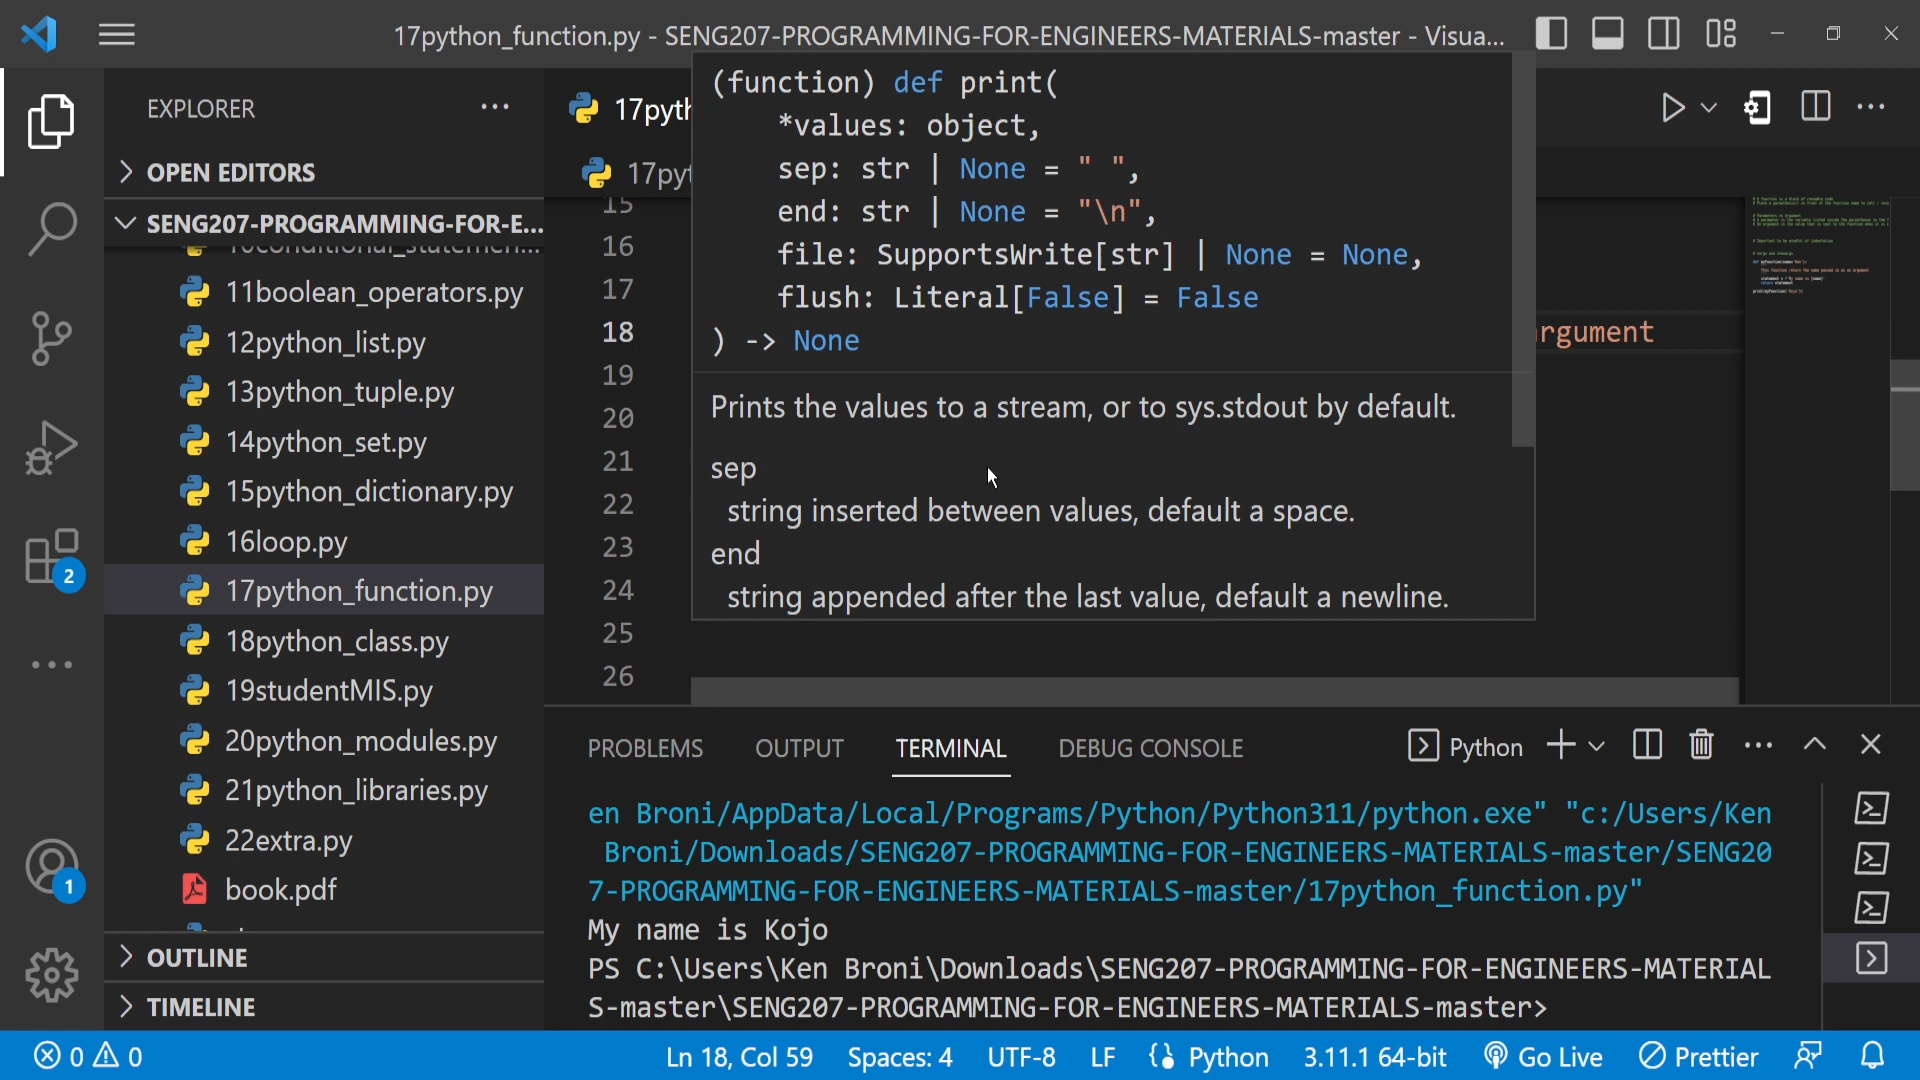 17python_function.py - SENG207-PROGRAMMING-FOR-ENGINEERS-MATERIALS-master - Visua...
EXPLORER
OPEN EDITORS
SENG207-PROGRAMMING-FOR-E...
11boolean_operators.py
12python_list.py
13python_tuple.py
14python_set.py
15python_dictionary.py
16loop.py
17python_function.py
18python_class.py
19studentMIS.py
20python_modules.py
21python_libraries.py
22extra.py
book.pdf
OUTLINE
TIMELINE
2
1
17pyth
17pyt
15
16
17
18
19
20
21
22
23
24
25
26
(function) def print(
*values: object,
sep: str | None = " ",
end: str | None = "\n",
file: SupportsWrite[str] | None = None,
flush: Literal[False] = False
) -> None
Prints the values to a stream, or to sys.stdout by default.
sep
string inserted between values, default a space.
end
string appended after the last value, default a newline.
rgument
PROBLEMS OUTPUT TERMINAL DEBUG CONSOLE Python
en Broni/AppData/Local/Programs/Python/Python311/python.exe" "c:/Users/Ken
Broni/Downloads/SENG207-PROGRAMMING-FOR-ENGINEERS-MATERIALS-master/SENG20
7-PROGRAMMING-FOR-ENGINEERS-MATERIALS-master/17python_function.py"
My name is Kojo
PS C:\Users\Ken Broni\Downloads\SENG207-PROGRAMMING-FOR-ENGINEERS-MATERIAL
S-master\SENG207-PROGRAMMING-FOR-ENGINEERS-MATERIALS-master>
0 0 Ln 18, Col 59 Spaces: 4 UTF-8 LF Python 3.11.1 64-bit Go Live Prettier